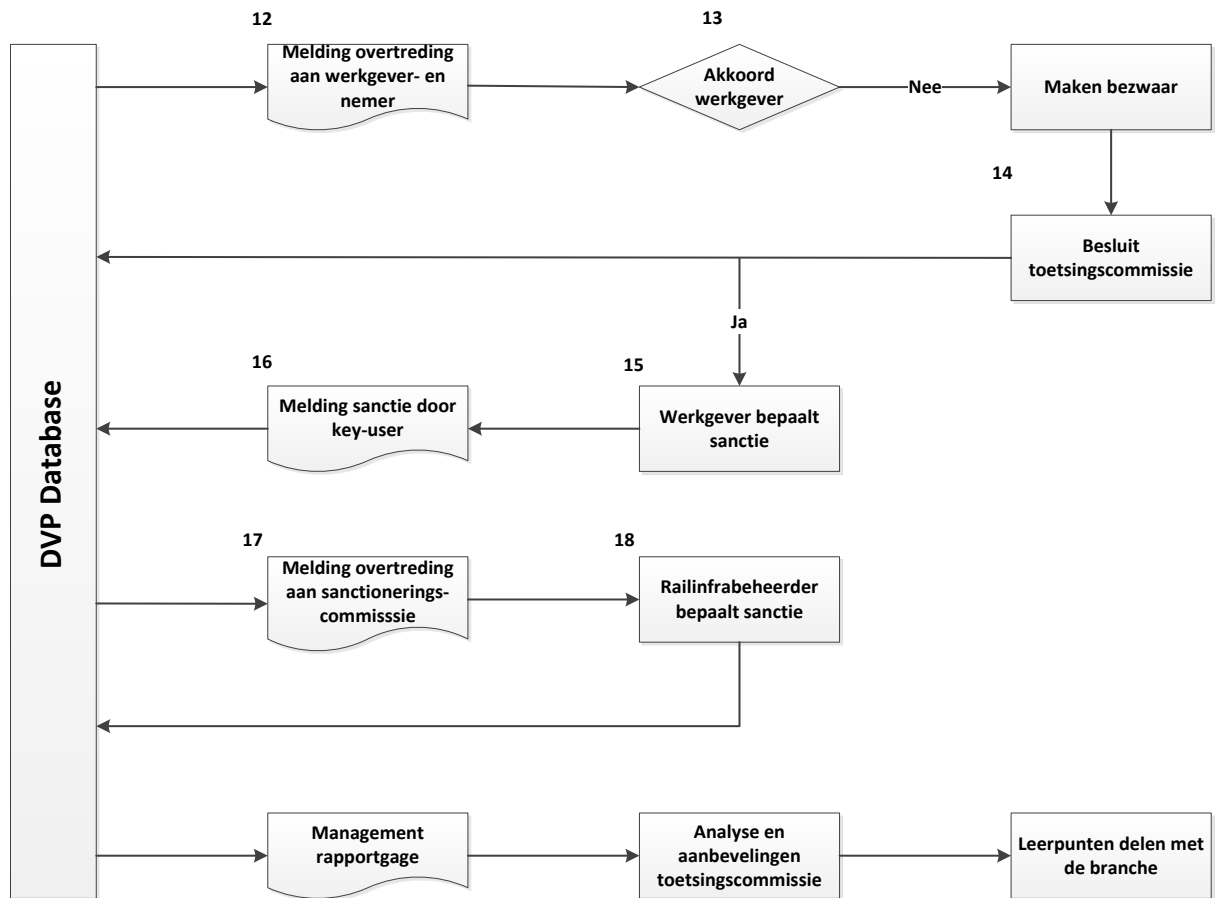 12
13
Melding overtreding
aan werkgever- en
nemer
Akkoord
werkgever
Nee
Maken bezwaar
14
Besluit
toetsingscommissie
Ja
16
15
Melding sanctie door
key-user
Werkgever bepaalt
sanctie
DVP Database
17
18
Melding overtreding
aan sanctionerings-
commisssie
Railinfrabeheerder
bepaalt sanctie
Management
rapportgage
Analyse en
aanbevelingen
toetsingscommissie
Leerpunten delen met
de branche